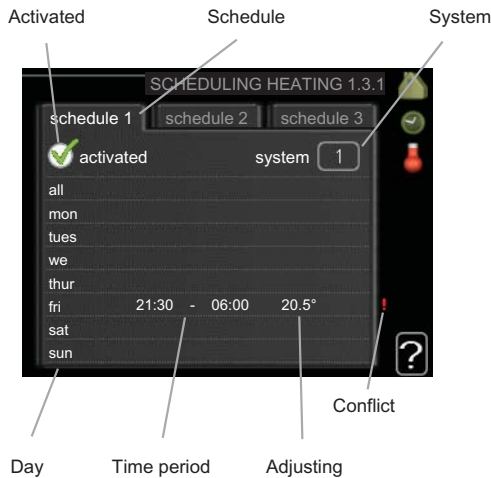 Activated Schedule System
SCHEDULING HEATING 1.3.1
schedule 1 schedule 2 schedule 3
activated system 1
all
mon
tues
we
thur
fri 21:30 - 06:00 20.5° !
sat
sun
?
Conflict
Day Time period Adjusting